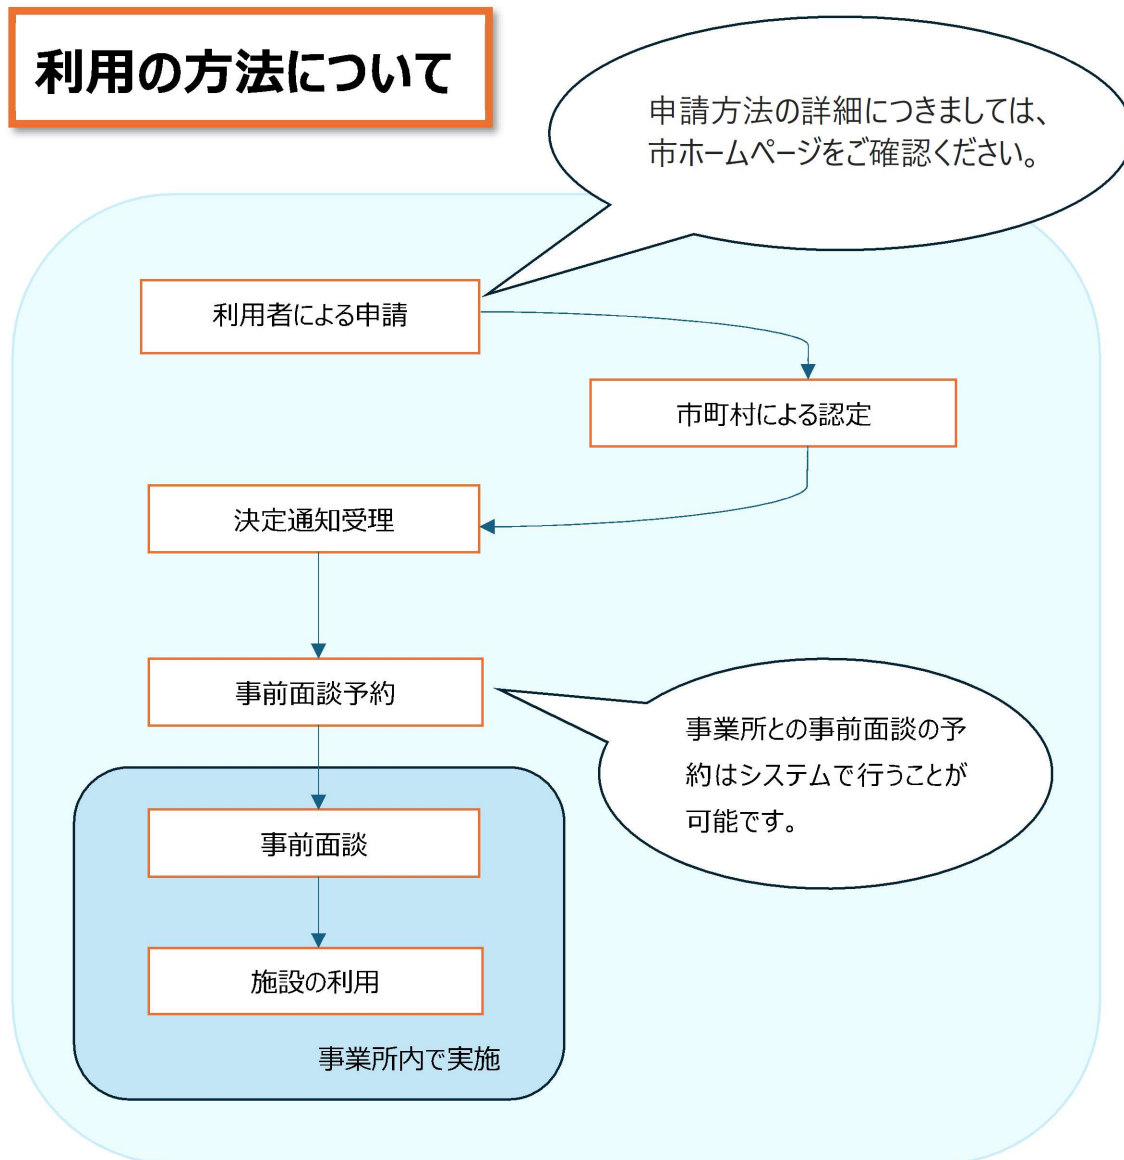 利用の方法について
申請方法の詳細につきましては、
市ホームページをご確認ください。
利用者による申請
市町村による認定
決定通知受理
事前面談予約
事業所との事前面談の予
約はシステムで行うことが
可能です。
事前面談
施設の利用
事業所内で実施